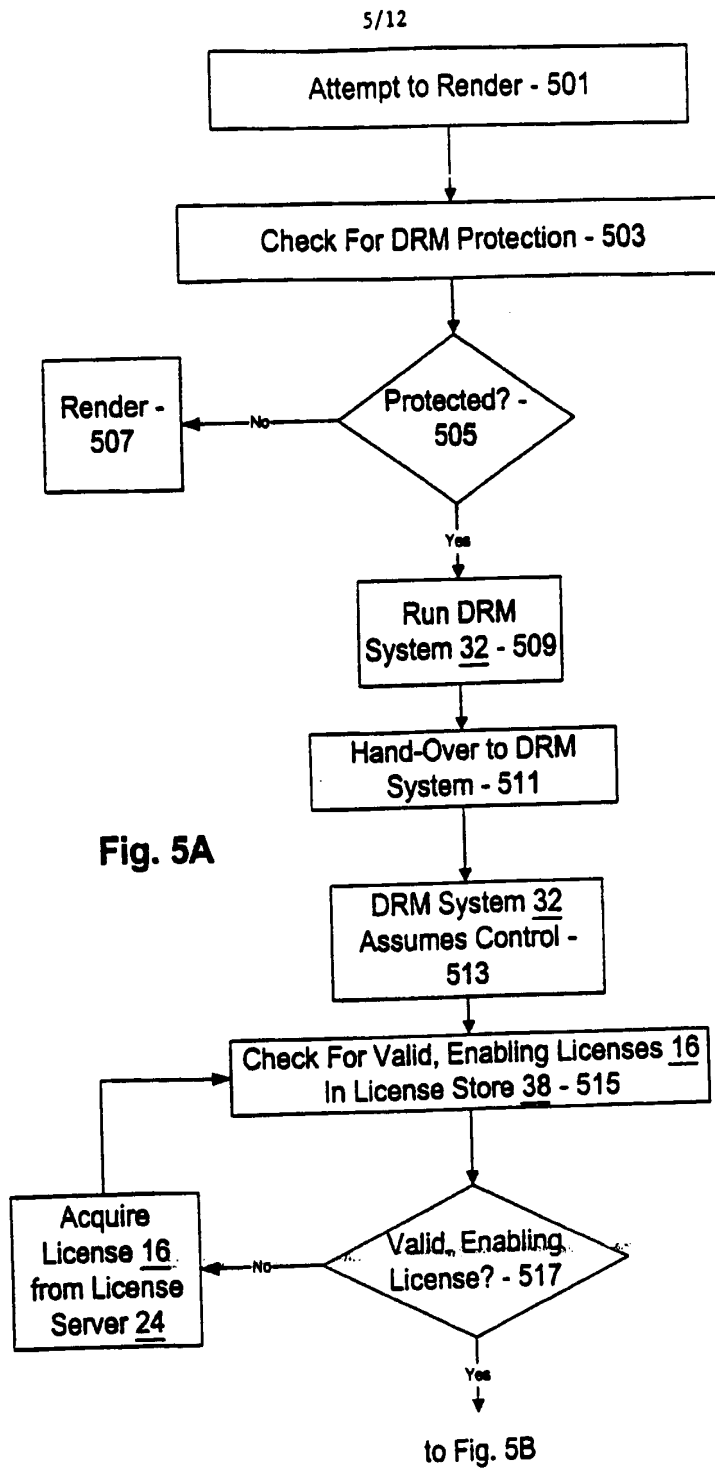 5/12
Attempt to Render - 501
Check For DRM Protection - 503
Protected? -
505
No
Render -
507
Yes
Run DRM
System 32 - 509
Hand-Over to DRM
System - 511
Fig. 5A
DRM System 32
Assumes Control -
513
Check For Valid, Enabling Licenses 16
In License Store 38 - 515
Valid, Enabling
License? - 517
No
Acquire
License 16
from License
Server 24
Yes
to Fig. 5B